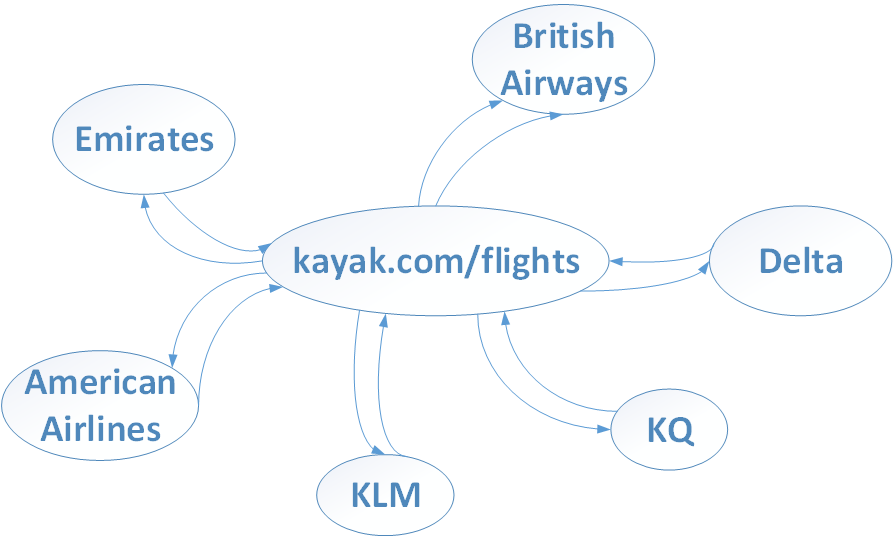 British
Airways
Emirates
kayak.com/flights
Delta
American
Airlines
KQ
KLM